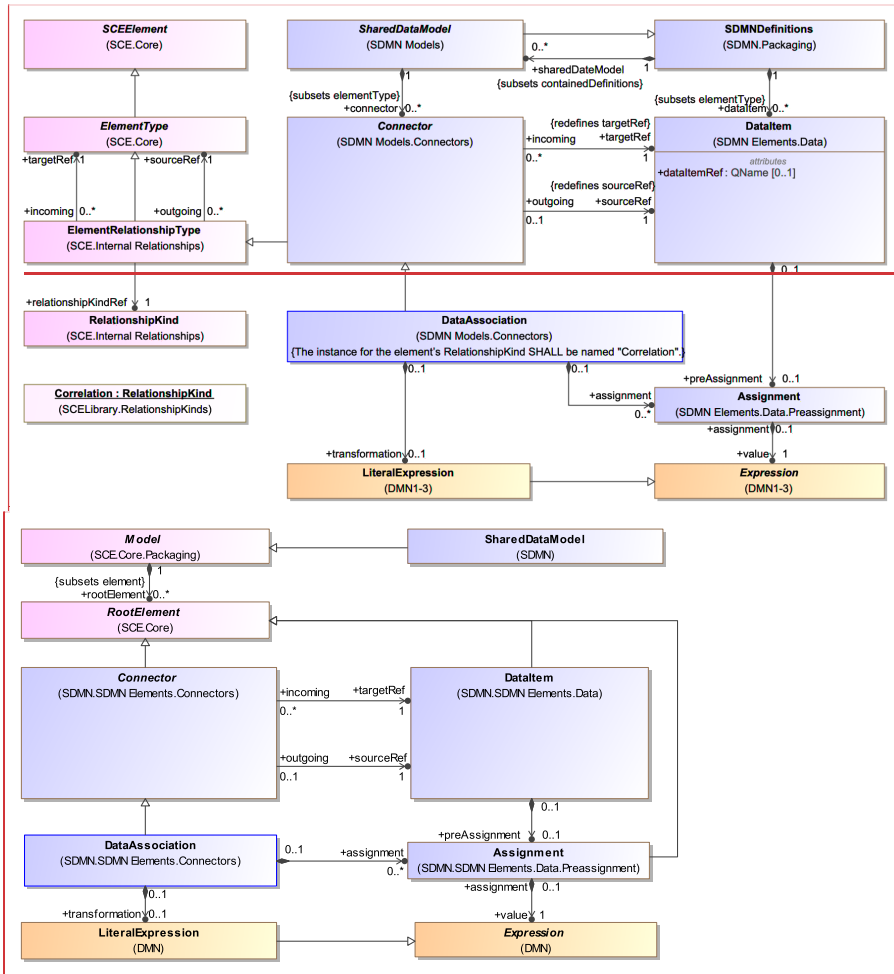 SCEElement
(SCE.Core)
SharedDataModel
(SDMN Models)
SDMNDefinitions
(SDMN.Packaging)
0..*
+sharedDateModel
1
{subsets containedDefinitions}
1
{subsets elementType}
+connector 0..*
1
{subsets elementType}
+dataItem 0..*
ElementType
(SCE.Core)
+targetRef 1
+sourceRef 1
+incoming 0..*
+outgoing 0..*
ElementRelationshipType
(SCE.Internal Relationships)
Connector
(SDMN Models.Connectors)
{redefines targetRef}
+incoming +targetRef
0..* 1
{redefines sourceRef}
+outgoing +sourceRef
0..1 1
DataItem
(SDMN Elements.Data)
attributes
+dataItemRef : QName [0..1]
0..1
+relationshipKindRef 1
RelationshipKind
(SCE.Internal Relationships)
DataAssociation
(SDMN Models.Connectors)
{The instance for the element's RelationshipKind SHALL be named "Correlation".}
0..1
0..1
+preAssignment 0..1
Correlation : RelationshipKind
(SCELibrary.RelationshipKinds)
+assignment
0..*
Assignment
(SDMN Elements.Data.Preassignment)
+assignment 0..1
+transformation 0..1
+value 1
LiteralExpression
(DMN1-3)
Expression
(DMN1-3)
Model
(SCE.Core.Packaging)
SharedDataModel
(SDMN)
1
{subsets element}
+rootElement 0..*
RootElement
(SCE.Core)
Connector
(SDMN.SDMN Elements.Connectors)
+incoming +targetRef
0..* 1
+outgoing +sourceRef
0..1 1
DataItem
(SDMN.SDMN Elements.Data)
0..1
+preAssignment 0..1
DataAssociation
(SDMN.SDMN Elements.Connectors)
0..1
+assignment
0..*
Assignment
(SDMN.SDMN Elements.Data.Preassignment)
0..1
+assignment 0..1
+transformation 0..1
+value 1
LiteralExpression
(DMN)
Expression
(DMN)